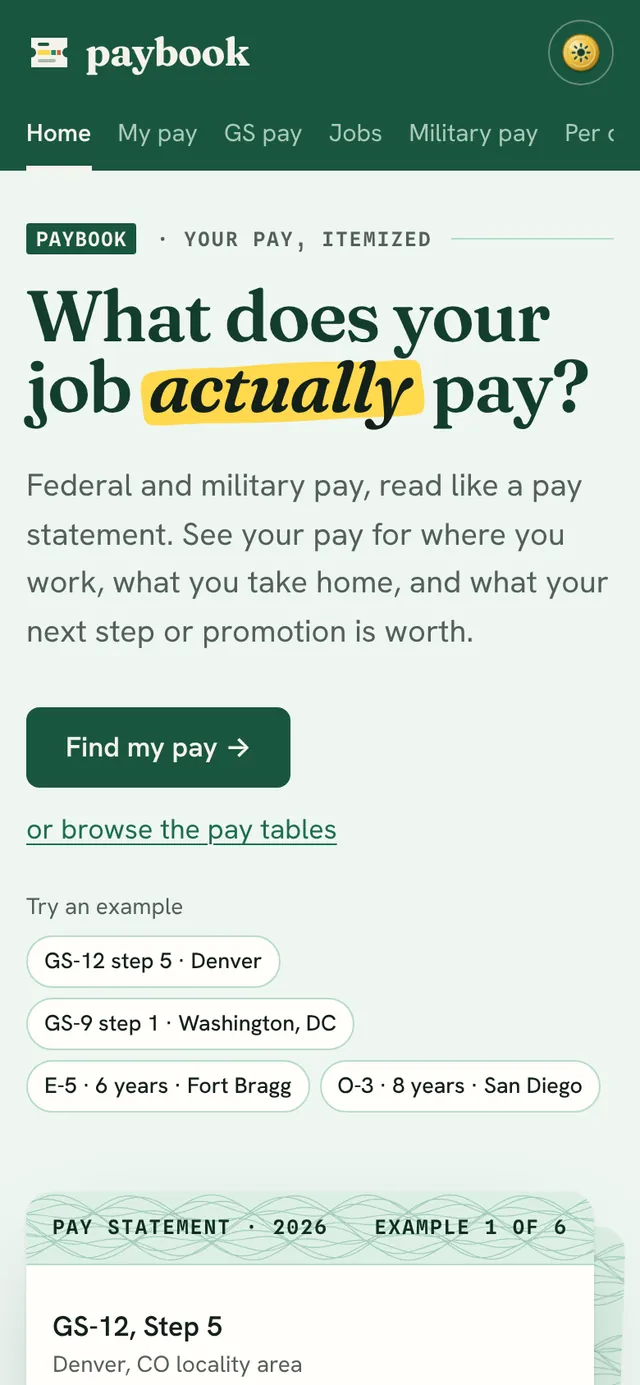 paybook
Home My pay GS pay Jobs Military pay Per
PAYBOOK · YOUR PAY, ITEMIZED
What does your
job actually pay?
Federal and military pay, read like a pay
statement. See your pay for where you
work, what you take home, and what your
next step or promotion is worth.
Find my pay →
or browse the pay tables
Try an example
GS-12 step 5 · Denver
GS-9 step 1 · Washington, DC
E-5 · 6 years · Fort Bragg O-3 · 8 years · San Diego
PAY STATEMENT · 2026 EXAMPLE 1 OF 6
GS-12, Step 5
Denver, CO locality area